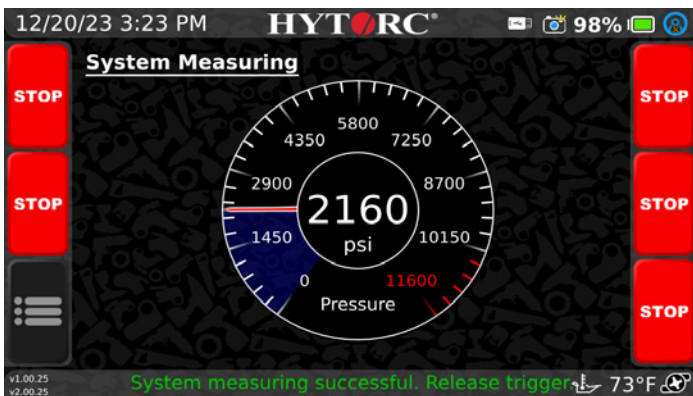 12/20/23 3:23 PM
HYTORC®
98%
System Measuring
STOP
STOP
STOP
STOP
STOP
5800
4350
7250
2900
8700
2160
1450
10150
psi
0
11600
Pressure
v1.00.25
v2.00.25
System measuring successful. Release trigger
73°F